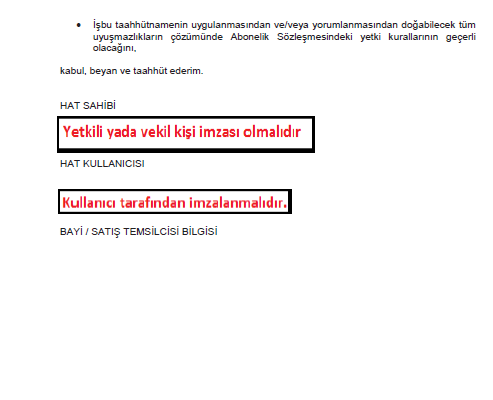 • İşbu taahhütnamenin uygulanmasından ve/veya yorumlanmasından doğabilecek tüm
uyuşmazlıkların çözümünde Abonelik Sözleşmesindeki yetki kurallarının geçerli
olacağını,
kabul, beyan ve taahhüt ederim.
HAT SAHİBİ
Yetkili yada vekil kişi imzası olmalıdır
HAT KULLANICISI
Kullanıcı tarafından imzalanmalıdır.
BAYİ / SATIŞ TEMSİLCİSİ BİLGİSİ